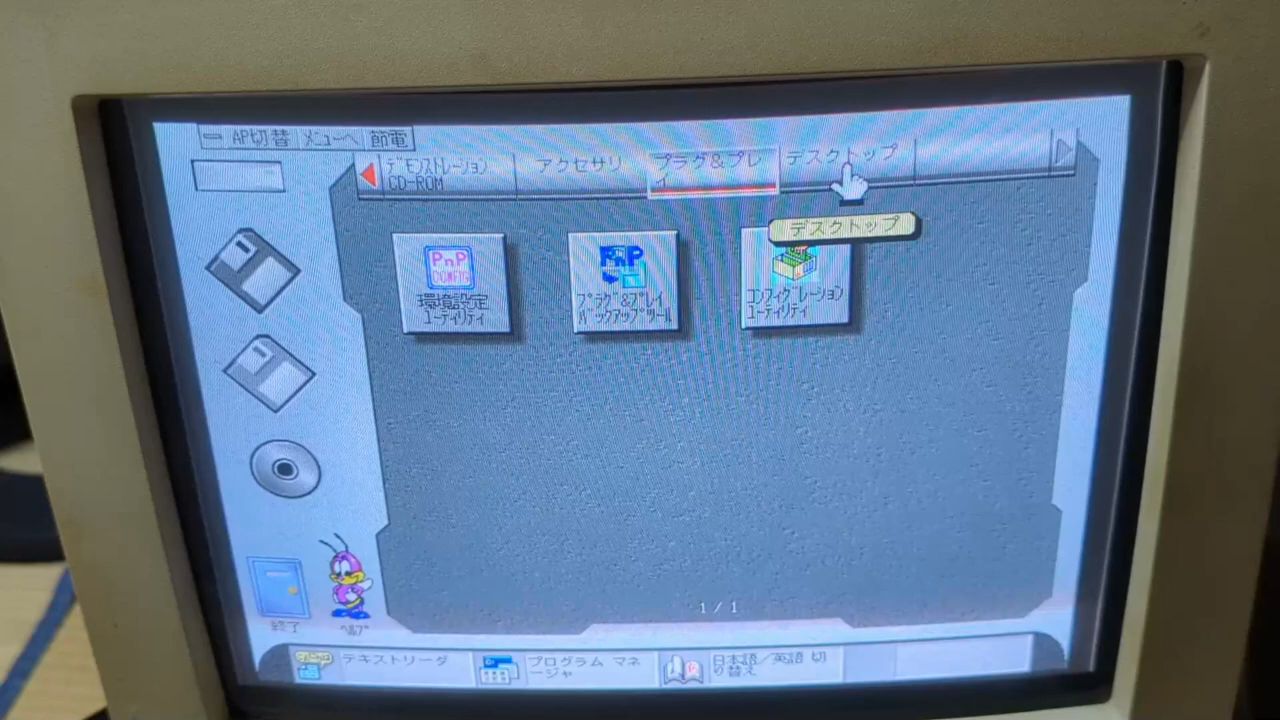 AP切替 メニューへ 節電
デモンストレーション
CD-ROM
アクセサリ
プラグ&プレ
イ
デスクトップ
デスクトップ
PnP
CONFIG
環境設定
ユーティリティ
PnP
プラグ&プレイ
バックアップツール
コンフィグレーション
ユーティリティ
1/1
終了
ヘルプ
テキストリーダ
プログラム マネ
ージャ
日本語/英語 切
り替え